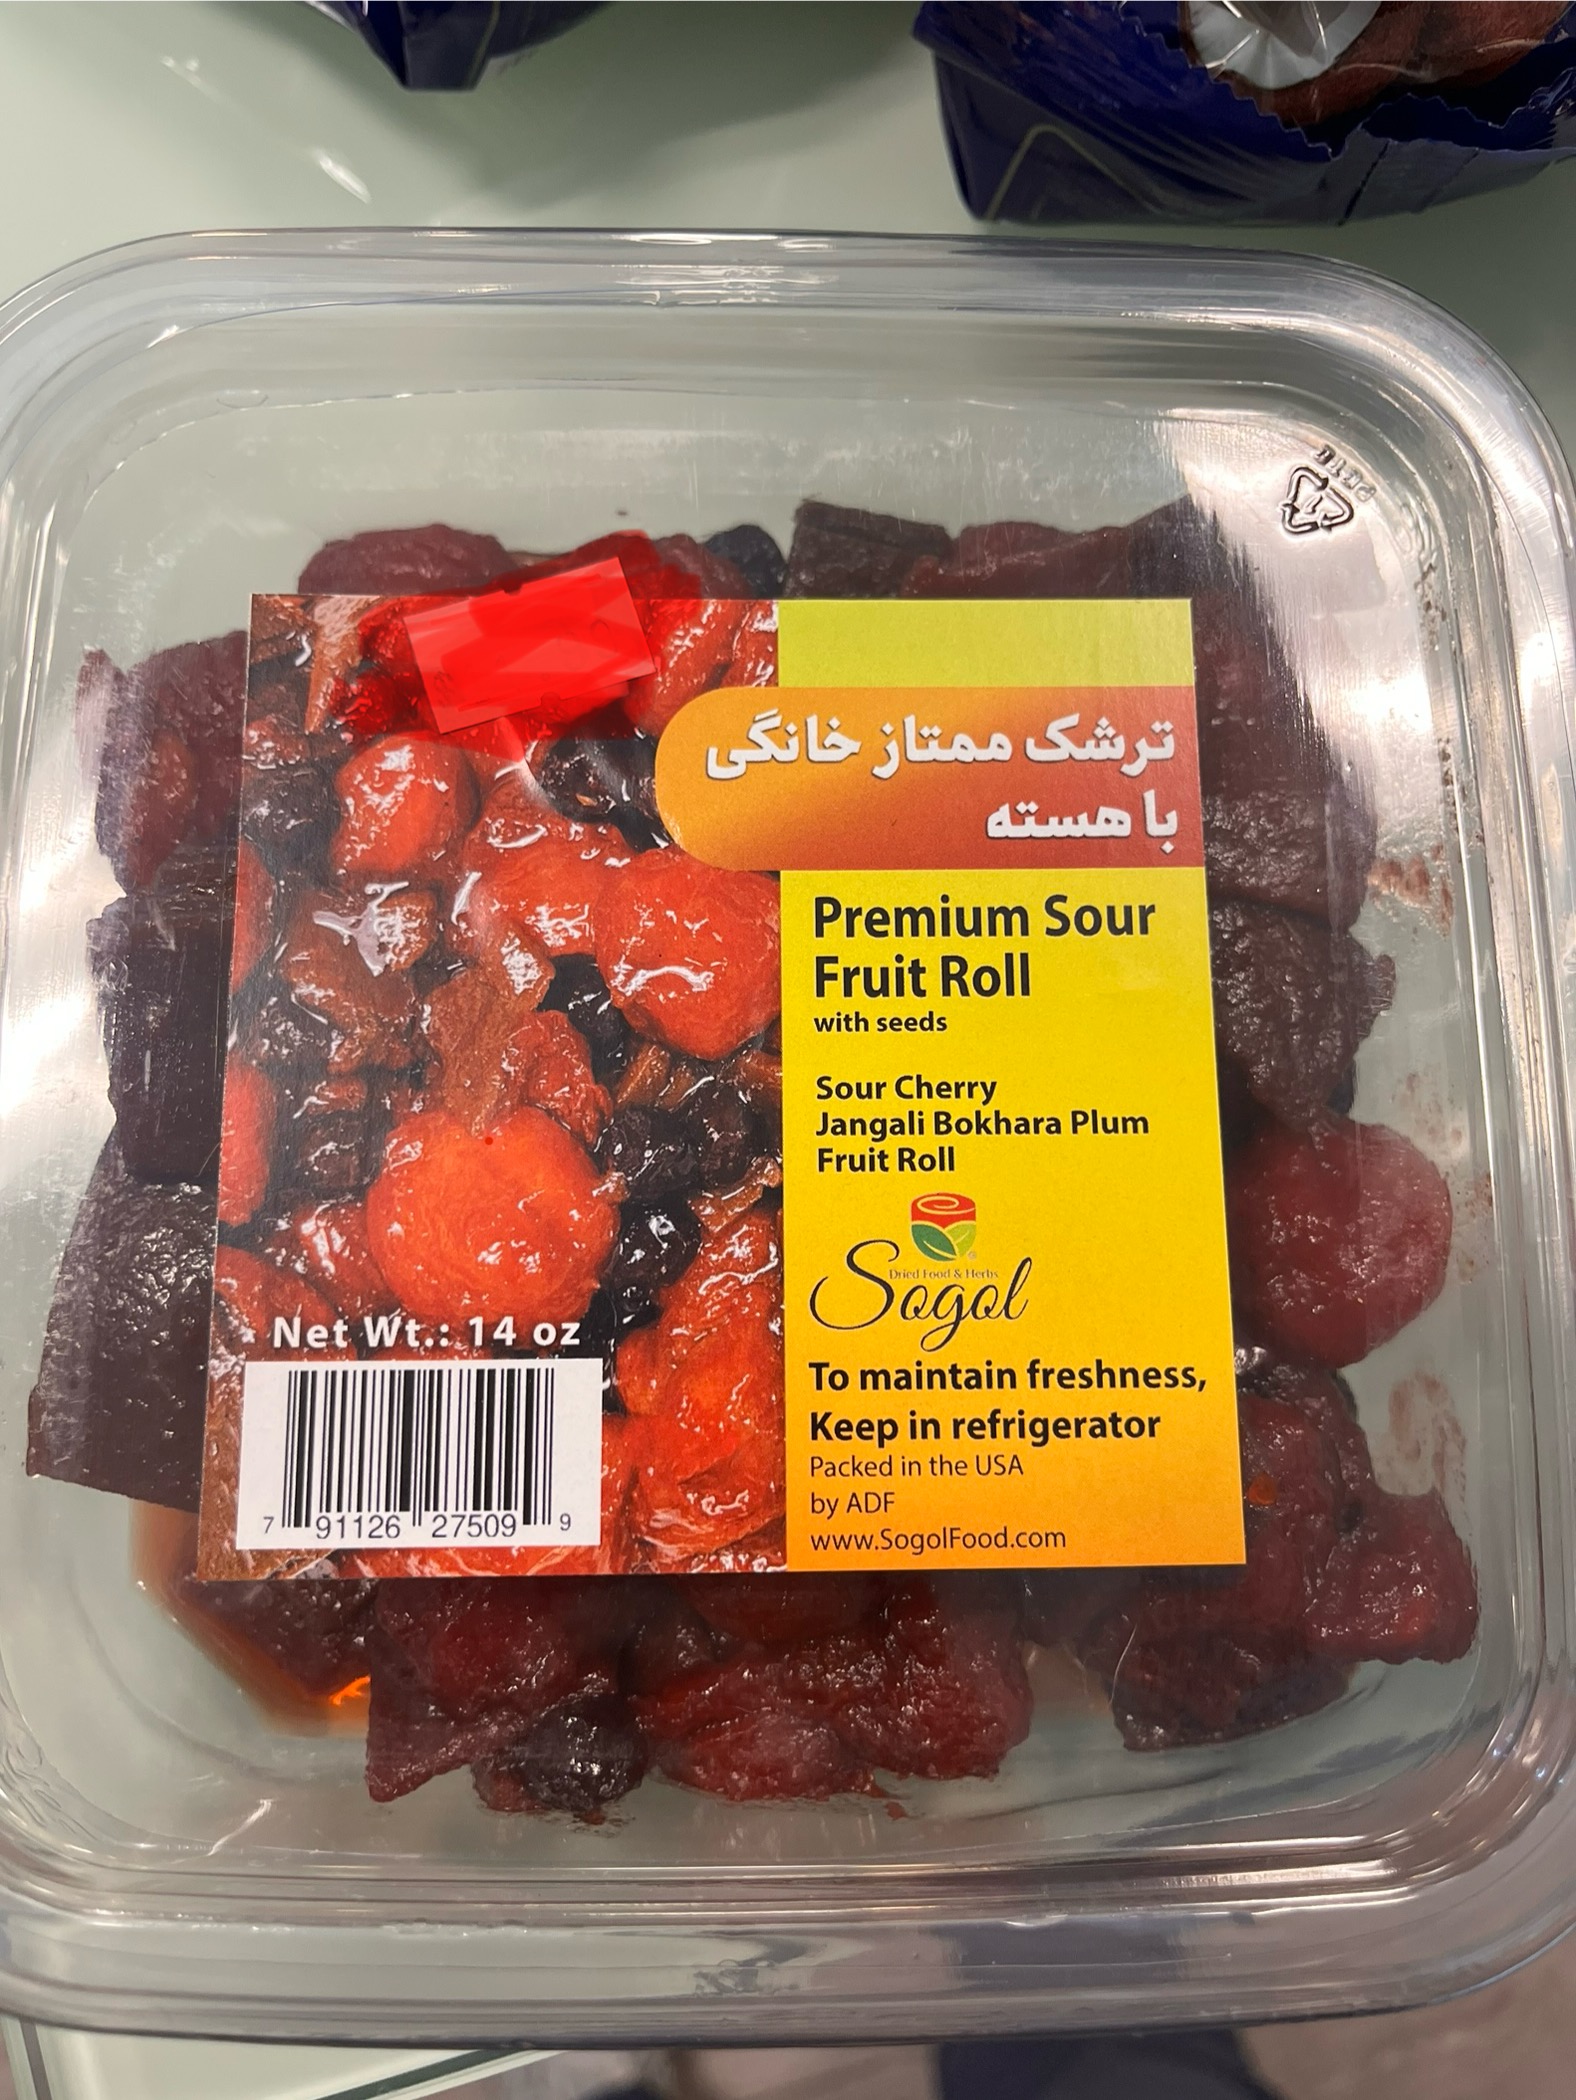 ترشک ممتاز خانگی
با هسته
Premium Sour
Fruit Roll
with seeds
Sour Cherry
Jangali Bokhara Plum
Fruit Roll
Dried Food & Herbs
Sogol
Net Wt.: 14 oz
7 91126 27509 9
To maintain freshness,
Keep in refrigerator
Packed in the USA
by ADF
www.SogolFood.com